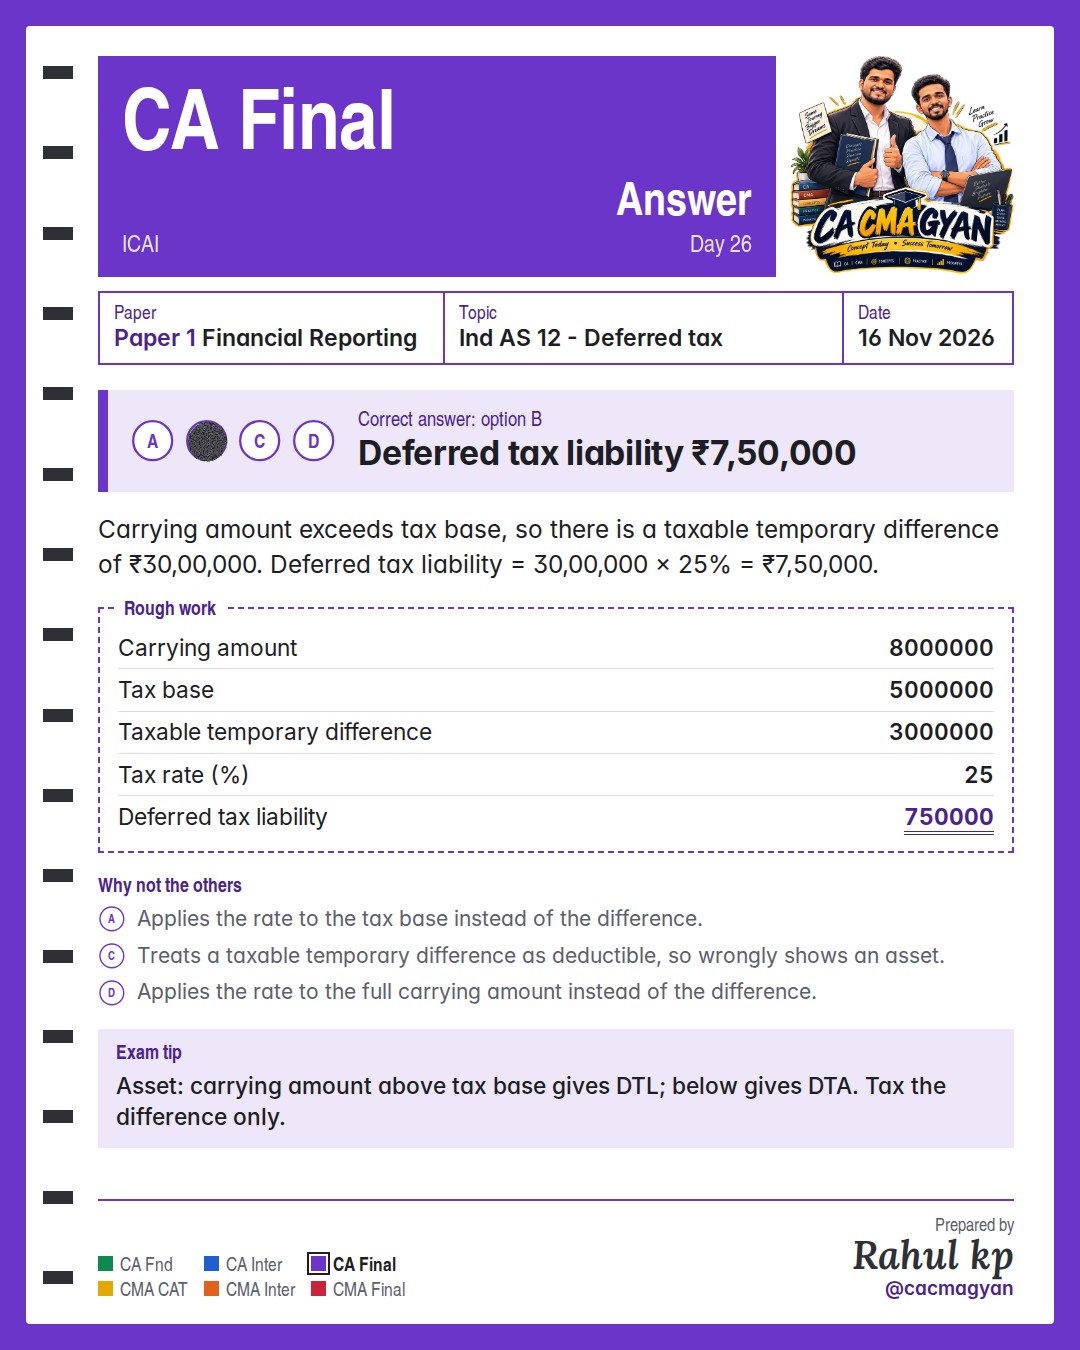 CA Final
Answer
ICAI
Day 26
CA CMA GYAN
Concept Today • Success Tomorrow
Learn
Practice
Grow
Paper
Paper 1 Financial Reporting
Topic
Ind AS 12 - Deferred tax
Date
16 Nov 2026
A C D
Correct answer: option B
Deferred tax liability ₹7,50,000
Carrying amount exceeds tax base, so there is a taxable temporary difference
of ₹30,00,000. Deferred tax liability = 30,00,000 × 25% = ₹7,50,000.
Rough work
Carrying amount 8000000
Tax base 5000000
Taxable temporary difference 3000000
Tax rate (%) 25
Deferred tax liability 750000
Why not the others
A Applies the rate to the tax base instead of the difference.
C Treats a taxable temporary difference as deductible, so wrongly shows an asset.
D Applies the rate to the full carrying amount instead of the difference.
Exam tip
Asset: carrying amount above tax base gives DTL; below gives DTA. Tax the
difference only.
Prepared by
Rahul kp
@cacmagyan
CA Fnd CA Inter CA Final
CMA CAT CMA Inter CMA Final